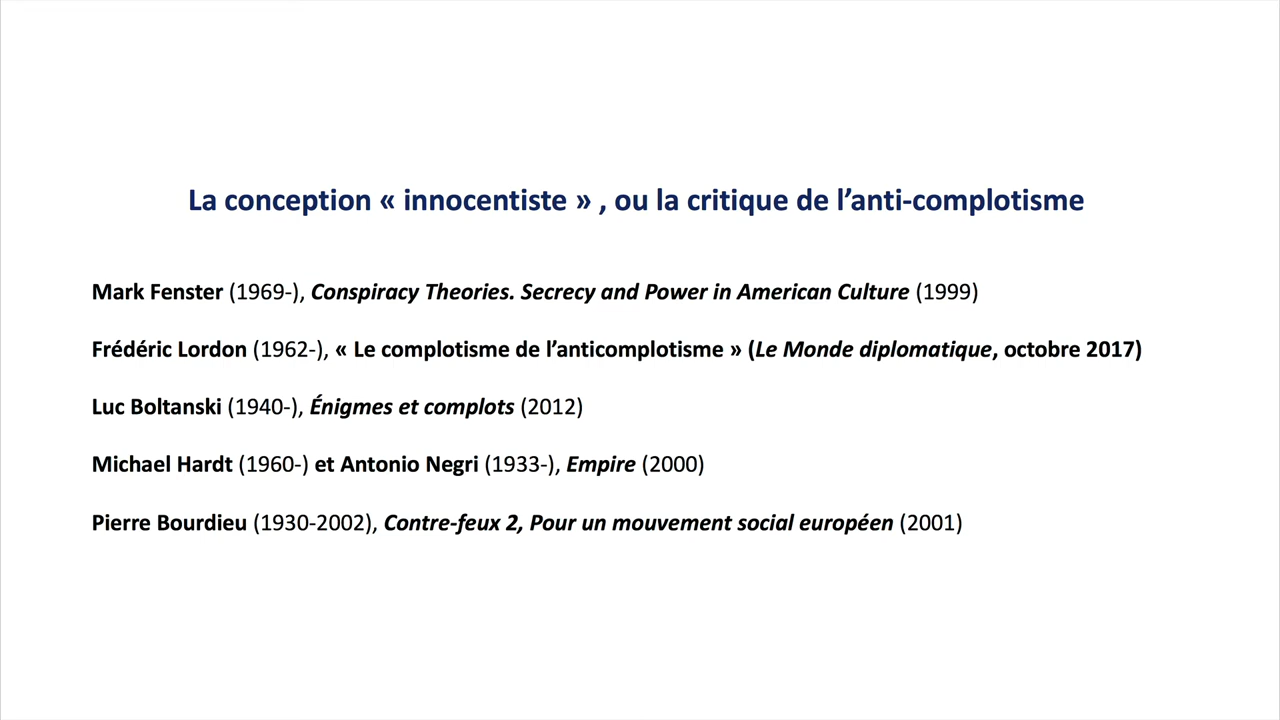 La conception « innocentiste » , ou la critique de l’anti-complotisme
Mark Fenster (1969-), Conspiracy Theories. Secrecy and Power in American Culture (1999)
Frédéric Lordon (1962-), « Le complotisme de l’anticomplotisme » (Le Monde diplomatique, octobre 2017)
Luc Boltanski (1940-), Énigmes et complots (2012)
Michael Hardt (1960-) et Antonio Negri (1933-), Empire (2000)
Pierre Bourdieu (1930-2002), Contre-feux 2, Pour un mouvement social européen (2001)